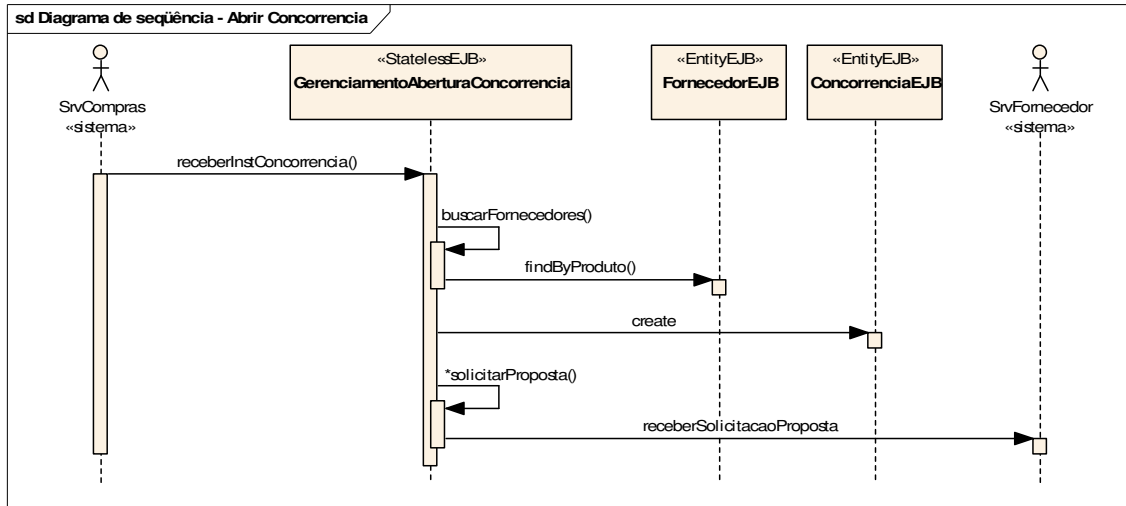 sd Diagrama de seqüência - Abrir Concorrencia
SrvCompras
«sistema»
«StatelessEJB»
GerenciamentoAberturaConcorrencia
«EntityEJB»
FornecedorEJB
«EntityEJB»
ConcorrenciaEJB
SrvFornecedor
«sistema»
receberInstConcorrencia()
buscarFornecedores()
findByProduto()
create
*solicitarProposta()
receberSolicitacaoProposta